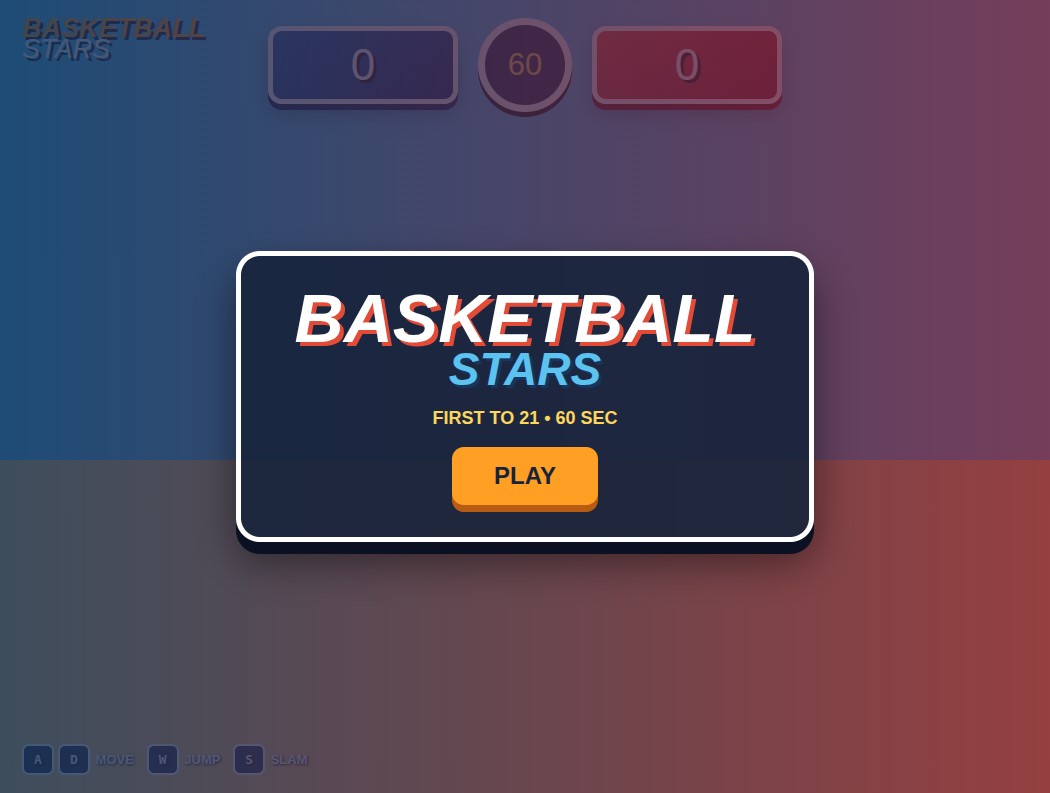 BASKETBALL
STARS
0
60
0
BASKETBALL
STARS
FIRST TO 21 • 60 SEC
PLAY
A D MOVE W JUMP S SLAM